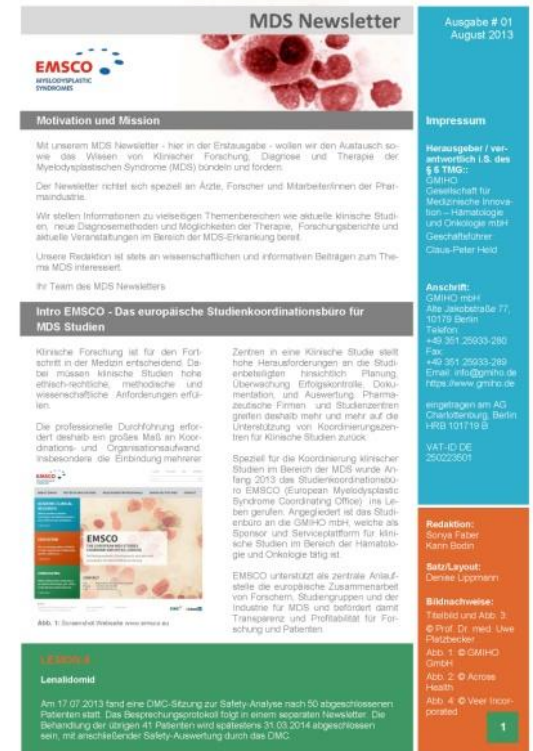 MDS Newsletter
EMSCO
MYELODYSPLASTIC
SYNDROMES
Motivation und Mission
Mit unserem MDS Newsletter - hier in der Erstausgabe - wollen wir den Austausch so-
wie das Wissen von Klinischer Forschung, Diagnose und Therapie der
Myelodysplastischen Syndrome (MDS) bündeln und fördern.
Der Newsletter richtet sich speziell an Ärzte, Forscher und Mitarbeiter/innen der Phar-
maindustrie.
Wir stellen Informationen zu vielseitigen Themenbereichen wie aktuelle klinische Studi-
en, neue Diagnosemethoden und Möglichkeiten der Therapie, Forschungsberichte und
aktuelle Veranstaltungen im Bereich der MDS-Erkrankung bereit.
Unsere Redaktion ist stets an wissenschaftlichen und informativen Beiträgen zum The-
ma MDS interessiert.
Ihr Team des MDS Newsletters
Intro EMSCO - Das europäische Studienkoordinationsbüro für
MDS Studien
Klinische Forschung ist für den Fort-
schritt in der Medizin entscheidend. Da-
bei müssen klinische Studien hohe
ethisch-rechtliche, methodische und
wissenschaftliche Anforderungen erfül-
len.
Die professionelle Durchführung erfor-
dert deshalb ein großes Maß an Koor-
dinations- und Organisationsaufwand.
Insbesondere die Einbindung mehrerer
EMSCO
EMSCO
Abb. 1: Screenshot Webseite www.emsco.eu
Zentren in eine Klinische Studie stellt
hohe Herausforderungen an die Studi-
enbeteiligten hinsichtlich Planung,
Überwachung Erfolgskontrolle, Doku-
mentation, und Auswertung. Pharma-
zeutische Firmen und Studienzentren
greifen deshalb mehr und mehr auf die
Unterstützung von Koordinierungszen-
tren für Klinische Studien zurück.
Speziell für die Koordinierung klinischer
Studien im Bereich der MDS wurde An-
fang 2013 das Studienkoordinationsbü-
ro EMSCO (European Myelodysplastic
Syndrome Coordinating Office) ins Le-
ben gerufen. Angegliedert ist das Studi-
enbüro an die GMIHO mbH, welche als
Sponsor und Serviceplattform für klini-
sche Studien im Bereich der Hämatolo-
gie und Onkologie tätig ist.
EMSCO unterstützt als zentrale Anlauf-
stelle die europäische Zusammenarbeit
von Forschern, Studiengruppen und der
Industrie für MDS und befördert damit
Transparenz und Profitabilität für For-
schung und Patienten.
Lenalidomid
Am 17.07.2013 fand eine DMC-Sitzung zur Safety-Analyse nach 50 abgeschlossenen
Patienten statt. Das Besprechungsprotokoll folgt in einem separaten Newsletter. Die
Behandlung der übrigen 41 Patienten wird spätestens 31.03.2014 abgeschlossen
sein, mit anschließender Safety-Auswertung durch das DMC.
Ausgabe # 01
August 2013
Impressum
Herausgeber / ver-
antwortlich i.S. des
§ 5 TMG::
GMIHO
Gesellschaft für
Medizinische Innova-
tion – Hämatologie
und Onkologie mbH
Geschäftsführer
Claus-Peter Held
Anschrift:
GMIHO mbH
Alte Jakobstraße 77,
10179 Berlin
Telefon:
+49 351 25933-280
Fax:
+49 351 25933-289
Email: info@gmiho.de
https://www.gmiho.de
eingetragen am AG
Charlottenburg, Berlin
HRB 101719 B
VAT-ID DE
250223501
Redaktion:
Sonya Faber
Karin Bodin
Satz/Layout:
Denise Lippmann
Bildnachweise:
Titelbild und Abb. 3:
© Prof. Dr. med. Uwe
Platzbecker
Abb. 1: © GMIHO
GmbH
Abb. 2: © Across
Health
Abb. 4: © Veer Incor-
porated
1